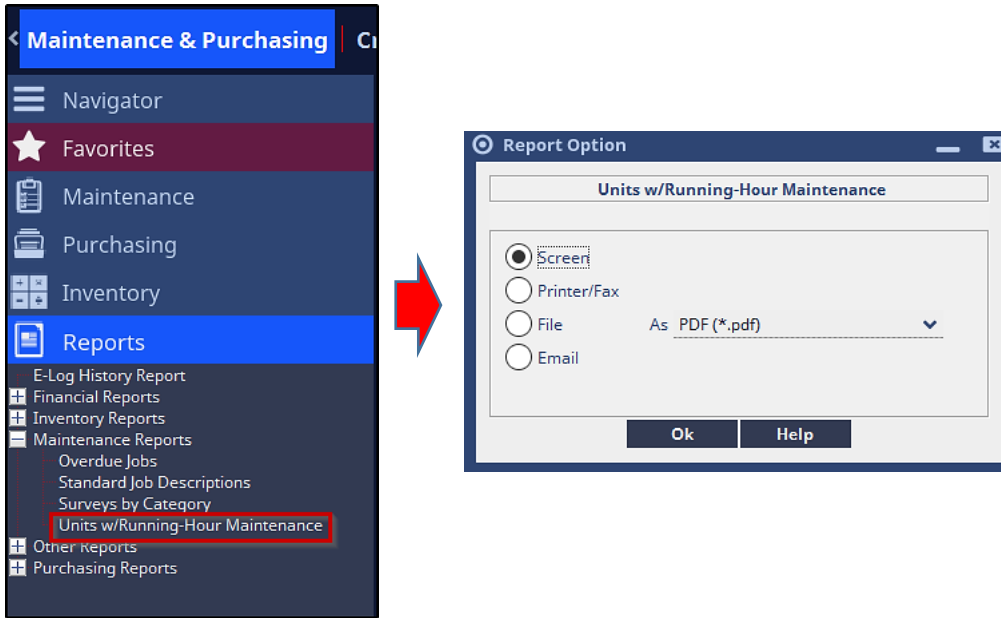 Maintenance & Purchasing
Navigator
Favorites
Maintenance
Purchasing
Inventory
Reports
E-Log History Report
Financial Reports
Inventory Reports
Maintenance Reports
Overdue Jobs
Standard Job Descriptions
Surveys by Category
Units w/Running-Hour Maintenance
Other Reports
Purchasing Reports
Report Option
Units w/Running-Hour Maintenance
Screen
Printer/Fax
File As PDF (*.pdf)
Email
Ok Help